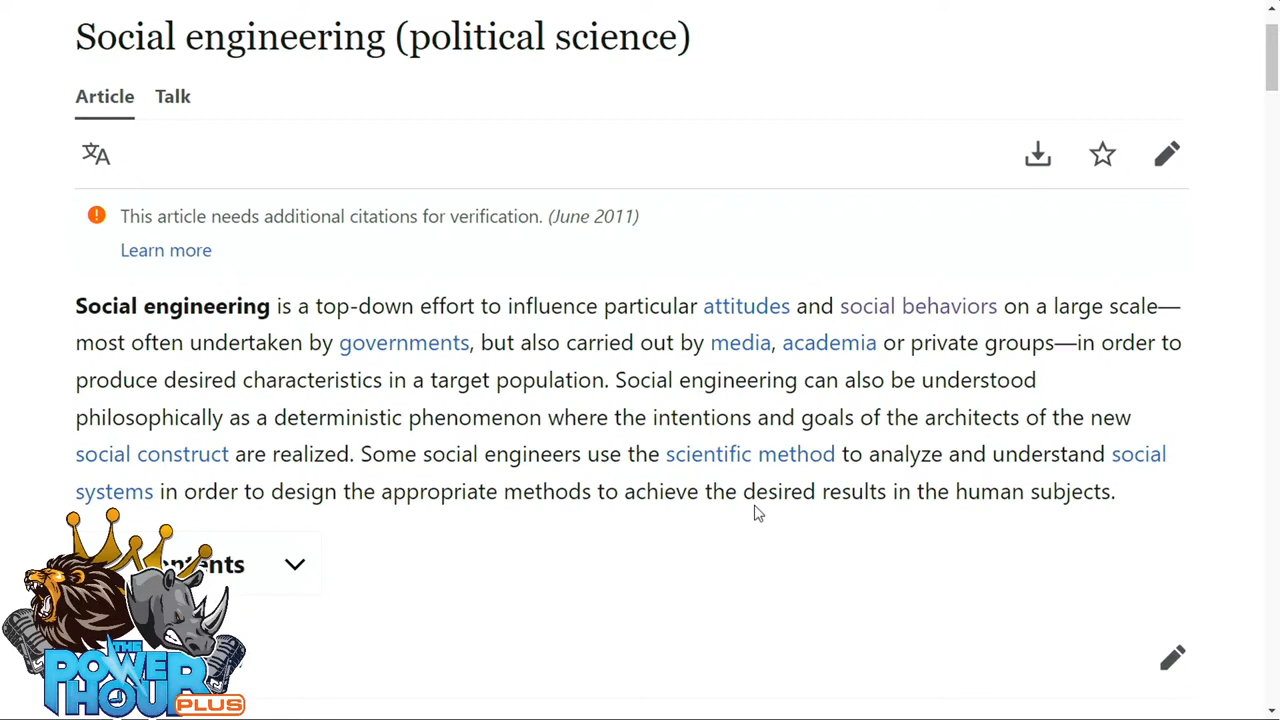 Social engineering (political science)
Article Talk
This article needs additional citations for verification. (June 2011)
Learn more
Social engineering is a top-down effort to influence particular attitudes and social behaviors on a large scale—
most often undertaken by governments, but also carried out by media, academia or private groups—in order to
produce desired characteristics in a target population. Social engineering can also be understood
philosophically as a deterministic phenomenon where the intentions and goals of the architects of the new
social construct are realized. Some social engineers use the scientific method to analyze and understand social
systems in order to design the appropriate methods to achieve the desired results in the human subjects.
THE
POWER
HOUR
PLUS